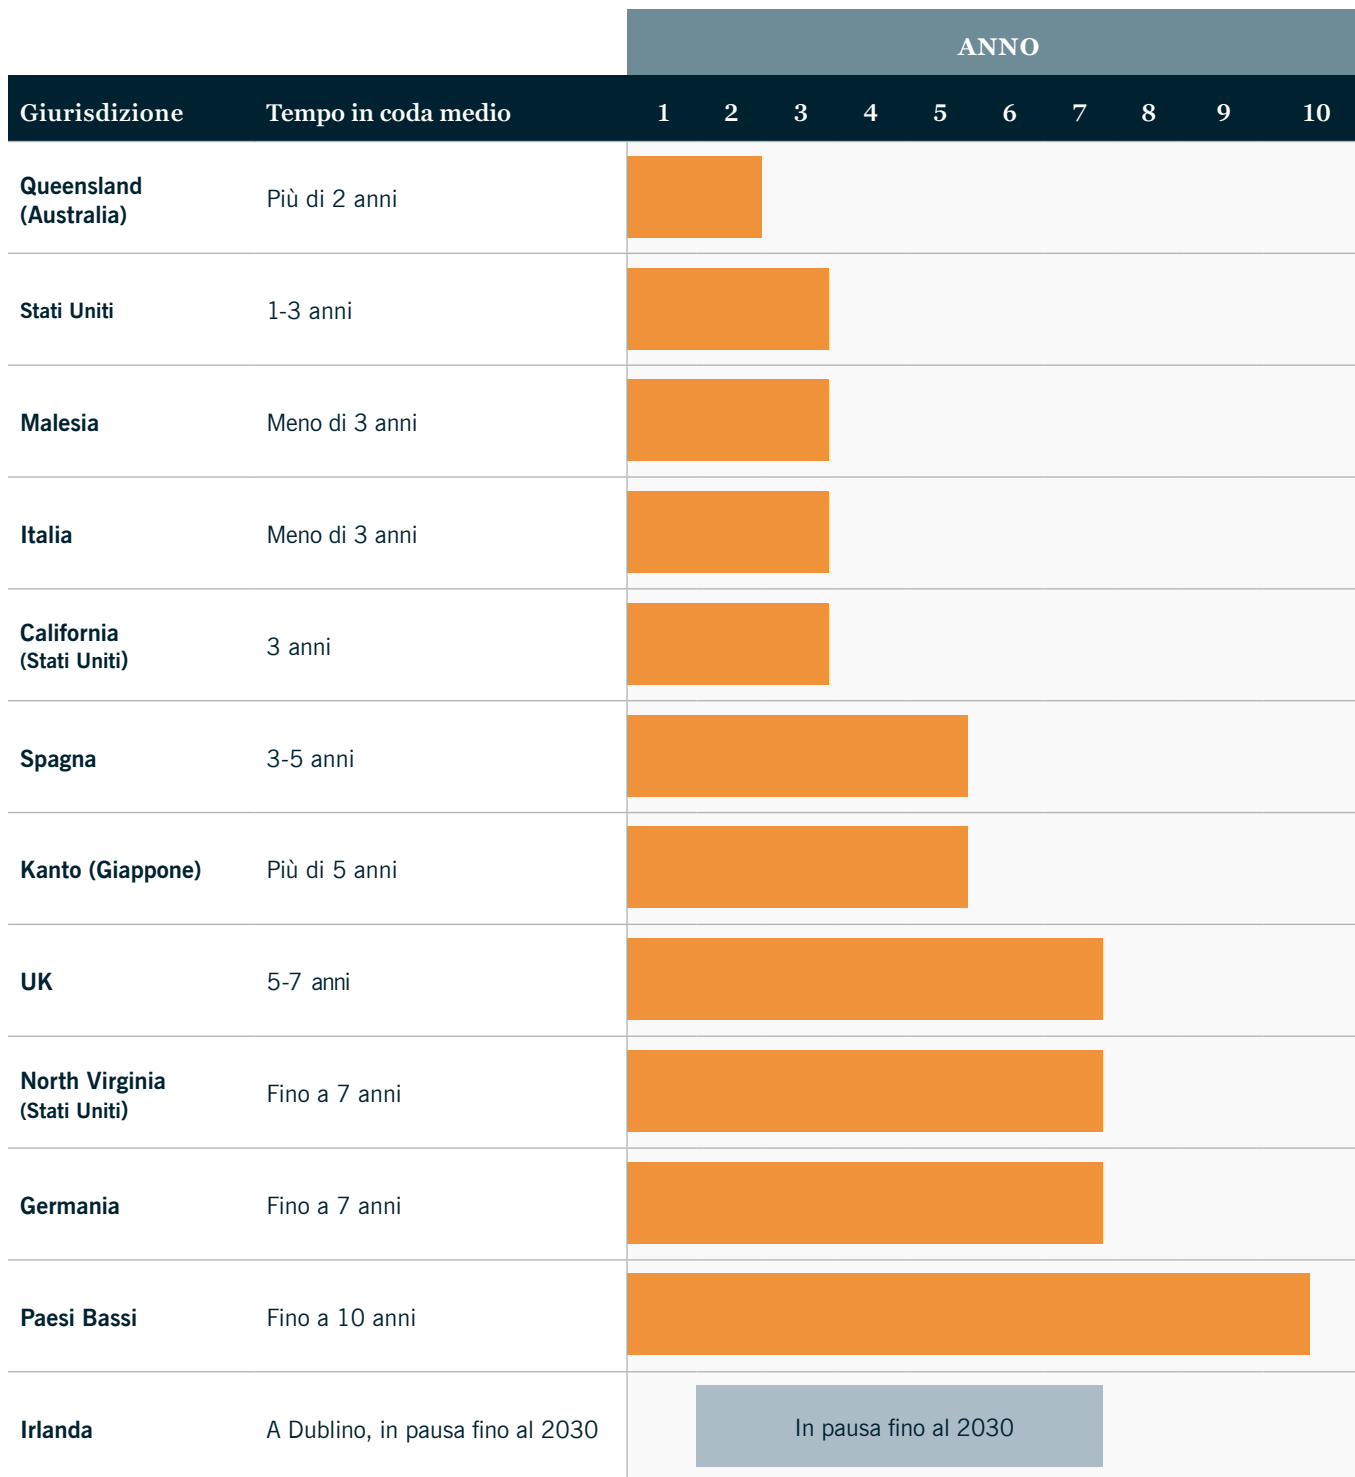 ANNO
Giurisdizione Tempo in coda medio 1 2 3 4 5 6 7 8 9 10
Queensland
(Australia)
Più di 2 anni
Stati Uniti 1-3 anni
Malesia Meno di 3 anni
Italia Meno di 3 anni
California
(Stati Uniti)
3 anni
Spagna 3-5 anni
Kanto (Giappone) Più di 5 anni
UK 5-7 anni
North Virginia
(Stati Uniti)
Fino a 7 anni
Germania Fino a 7 anni
Paesi Bassi Fino a 10 anni
Irlanda A Dublino, in pausa fino al 2030 In pausa fino al 2030